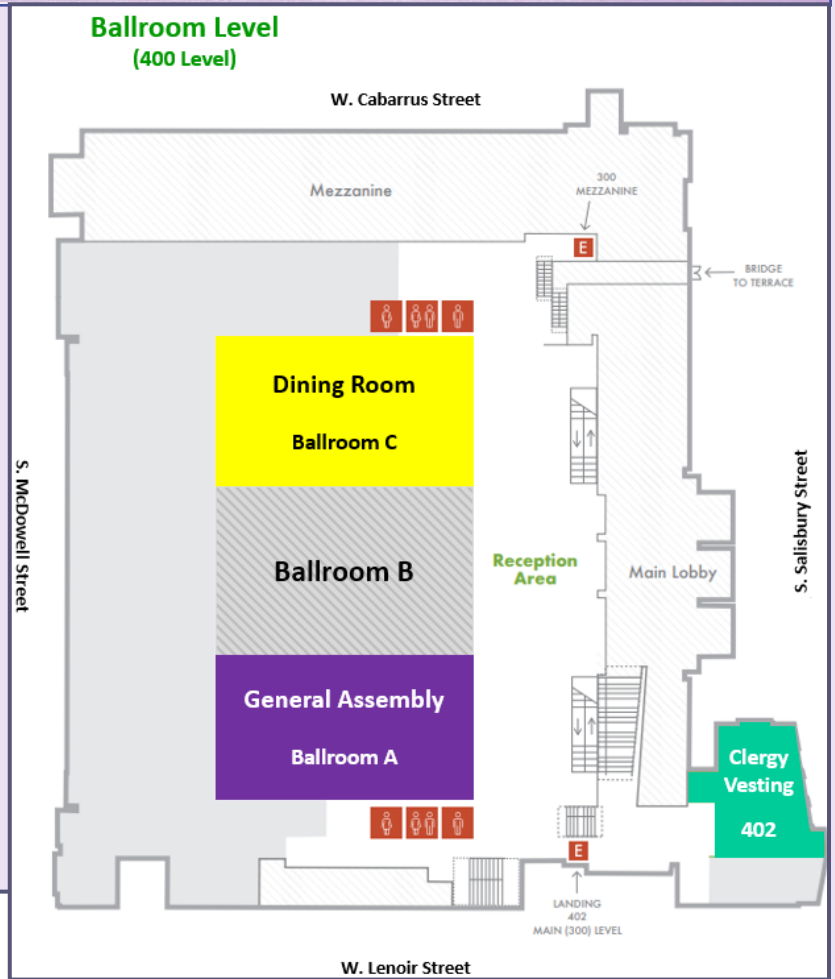 Ballroom Level
(400 Level)
W. Cabarrus Street
Mezzanine
300
MEZZANINE
E
BRIDGE
TO TERRACE
Dining Room
Ballroom C
S. McDowell Street
Ballroom B
Reception
Area
Main Lobby
S. Salisbury Street
General Assembly
Ballroom A
Clergy
Vesting
402
E
LANDING
402
MAIN (300) LEVEL
W. Lenoir Street